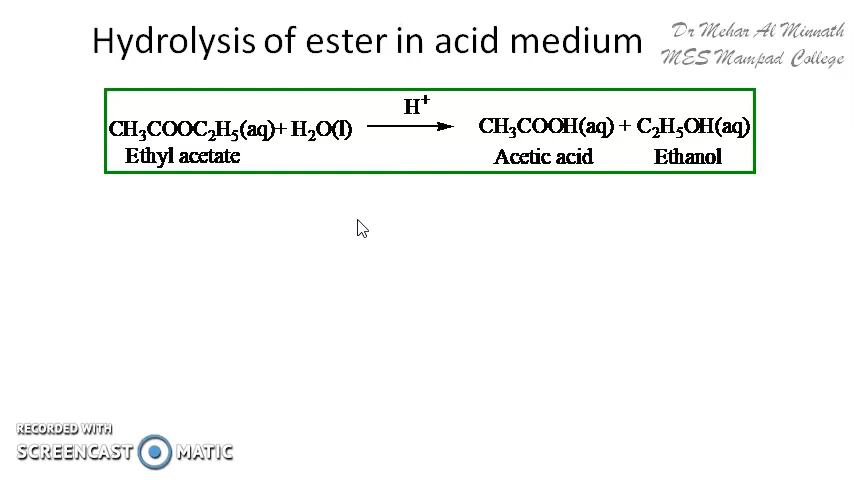 Hydrolysis of ester in acid medium
Dr Mehar Al Minnath
MES Mampad College
H⁺
CH₃COOC₂H₅(aq)+ H₂O(l) ⟶ CH₃COOH(aq) + C₂H₅OH(aq)
Ethyl acetate Acetic acid Ethanol
RECORDED WITH
SCREENCAST MATIC